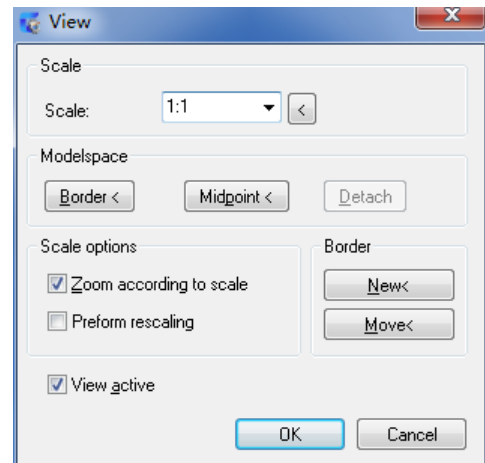 View
Scale
Scale: 1:1 <
Modelspace
Border < Midpoint < Detach
Scale options Border
Zoom according to scale New<
Preform rescaling Move<
View active
OK Cancel